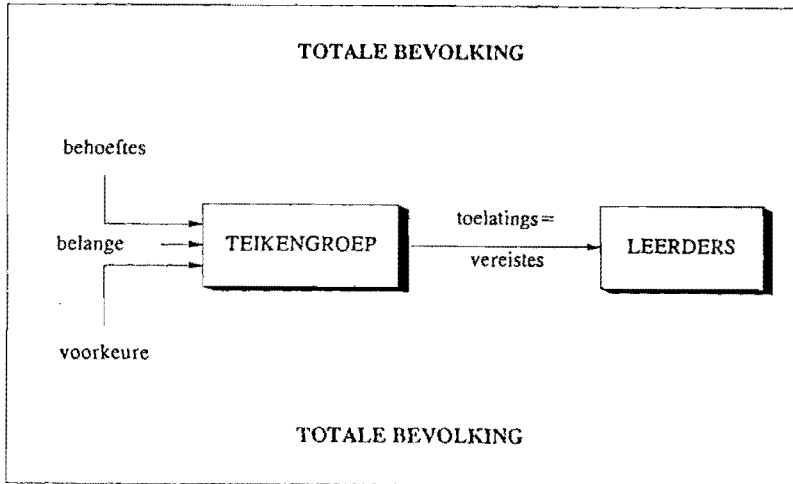 TOTALE BEVOLKING
behoeftes
belange
voorkeure
TEIKENGROEP
toelatings=
vereistes
LEERDERS
TOTALE BEVOLKING